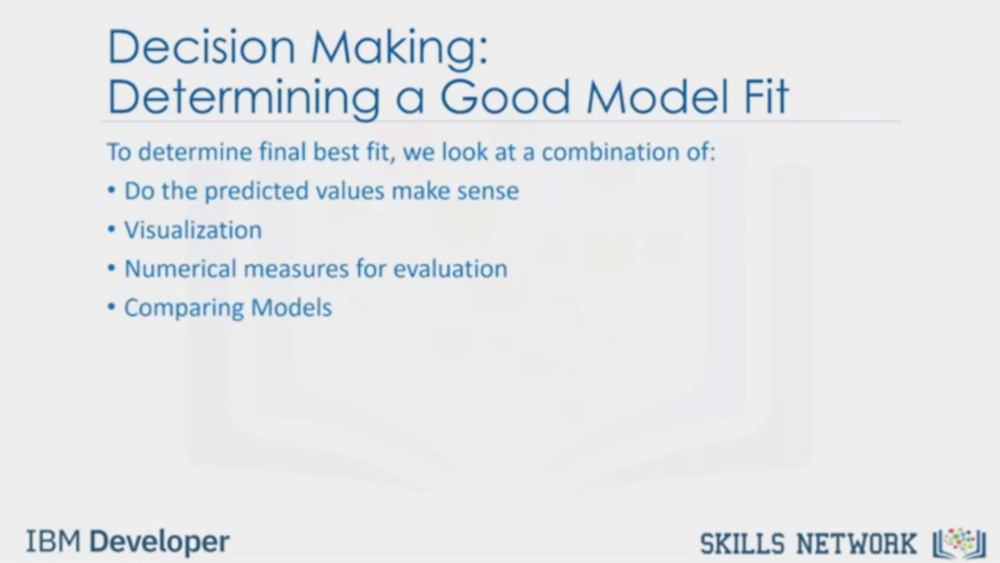 Decision Making:
Determining a Good Model Fit
To determine final best fit, we look at a combination of:
• Do the predicted values make sense
• Visualization
• Numerical measures for evaluation
• Comparing Models
IBM Developer
SKILLS NETWORK